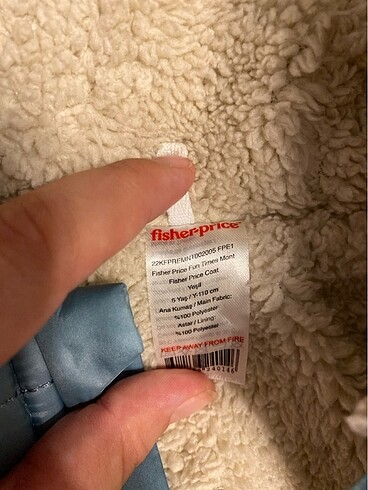 fisher-price
22KFPREMNT002005 FPE1
Fisher Price Fun Times Mont
Fisher Price Coat
Yeşil
5 Yaş / Y-110 cm
Ana Kumaş / Main Fabric:
%100 Polyester
Astar / Lining:
%100 Polyester
KEEP AWAY FROM FIRE